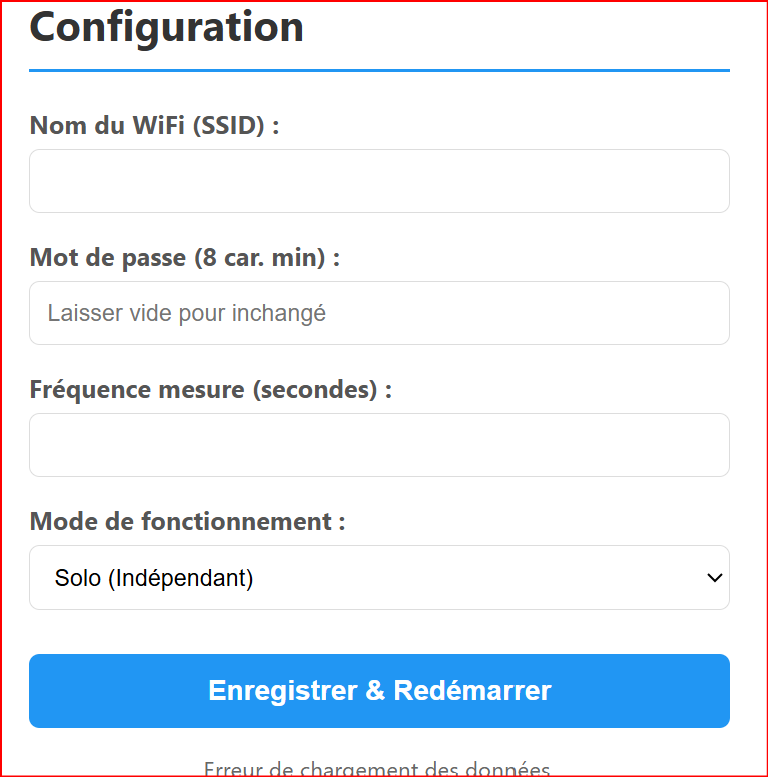 Configuration
Nom du WiFi (SSID) :
Mot de passe (8 car. min) :
Laisser vide pour inchangé
Fréquence mesure (secondes) :
Mode de fonctionnement :
Solo (Indépendant)
Enregistrer & Redémarrer
Erreur de chargement des données